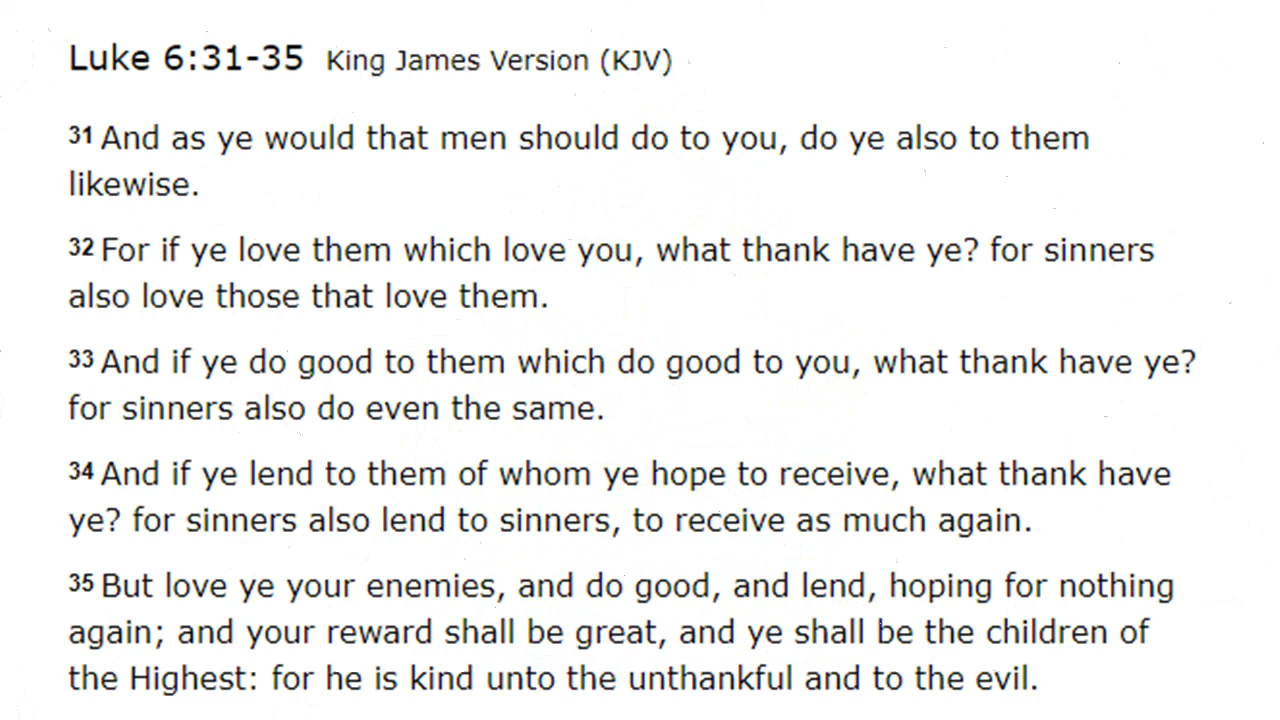 Luke 6:31-35 King James Version (KJV)
31 And as ye would that men should do to you, do ye also to them
likewise.
32 For if ye love them which love you, what thank have ye? for sinners
also love those that love them.
33 And if ye do good to them which do good to you, what thank have ye?
for sinners also do even the same.
34 And if ye lend to them of whom ye hope to receive, what thank have
ye? for sinners also lend to sinners, to receive as much again.
35 But love ye your enemies, and do good, and lend, hoping for nothing
again; and your reward shall be great, and ye shall be the children of
the Highest: for he is kind unto the unthankful and to the evil.